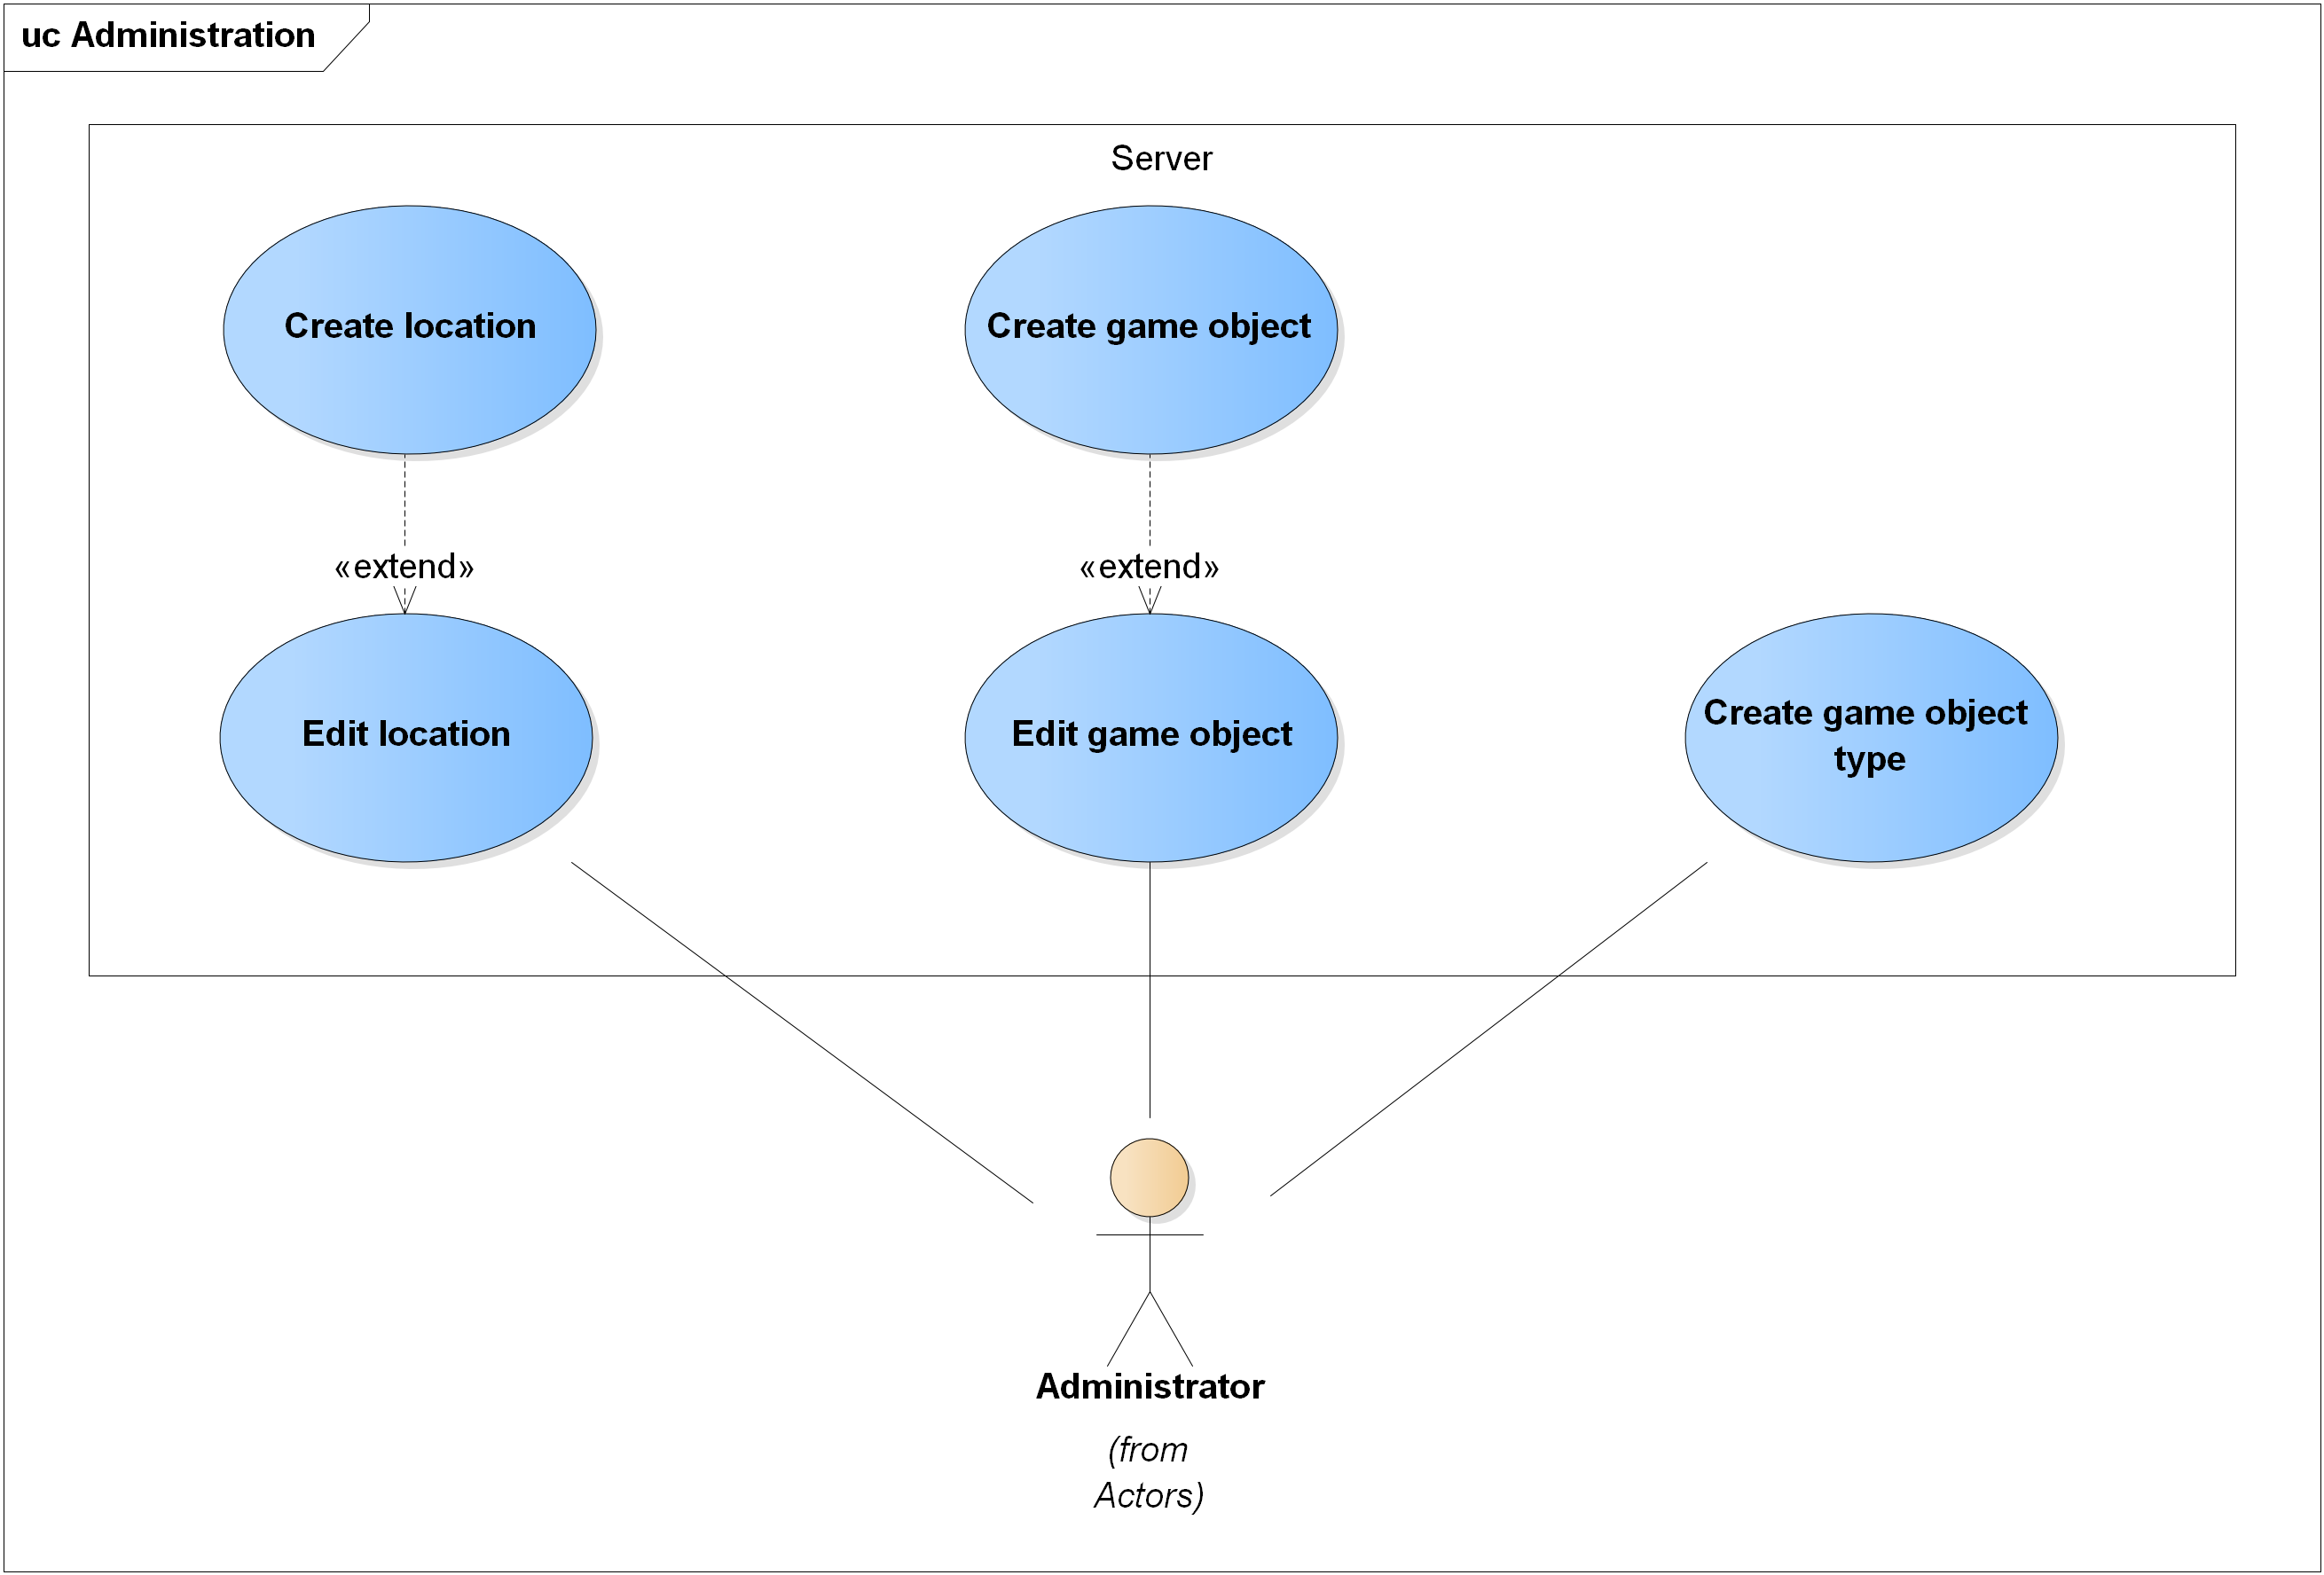 uc Administration
Server
Create location
Create game object
«extend»
«extend»
Edit location
Edit game object
Create game object
type
Administrator
(from
Actors)